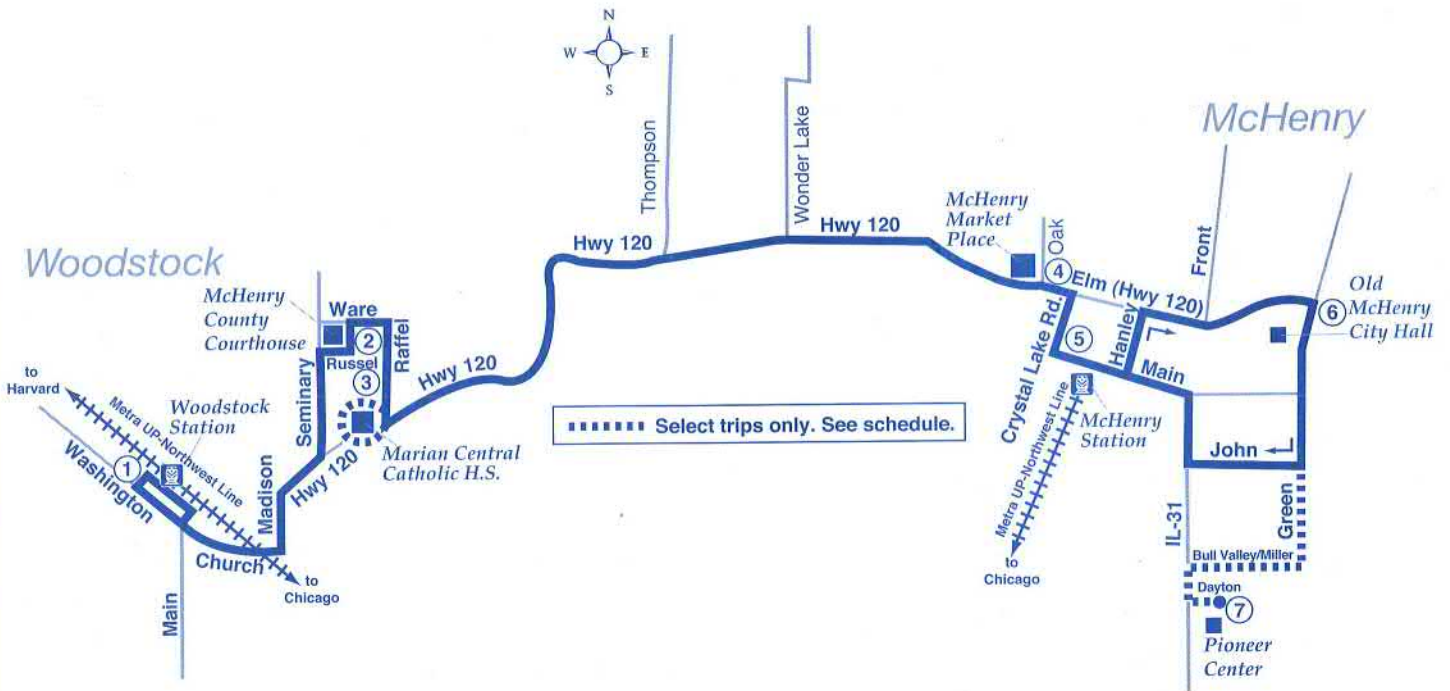 N
W E
S
McHenry
Woodstock
Thompson
Wonder Lake
Hwy 120
Hwy 120
McHenry
Market
Place
Oak
4
Elm (Hwy 120)
Front
Old
McHenry
City Hall
6
McHenry
County
Courthouse
Ware
2
Russel
3
Raffel
Seminary
Hwy 120
Hwy 120
Marian Central
Catholic H.S.
to
Harvard
Metra UP-Northwest Line
Woodstock
Station
1
Washington
Madison
Church
to
Chicago
Main
Select trips only. See schedule.
Crystal Lake Rd.
5
Hanley
Main
McHenry
Station
Metra UP-Northwest Line
to
Chicago
John
IL-31
Green
Bull Valley/Miller
Dayton
7
Pioneer
Center